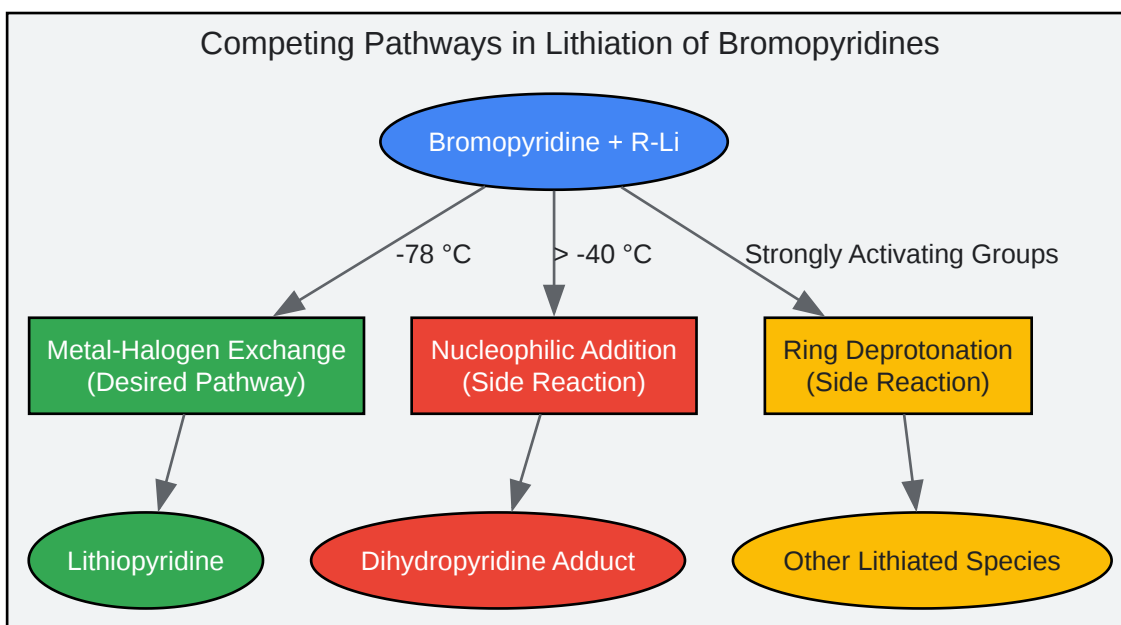 Competing Pathways in Lithiation of Bromopyridines
Bromopyridine + R-Li
-78 °C
> -40 °C
Strongly Activating Groups
Metal-Halogen Exchange
(Desired Pathway)
Nucleophilic Addition
(Side Reaction)
Ring Deprotonation
(Side Reaction)
Lithiopyridine
Dihydropyridine Adduct
Other Lithiated Species